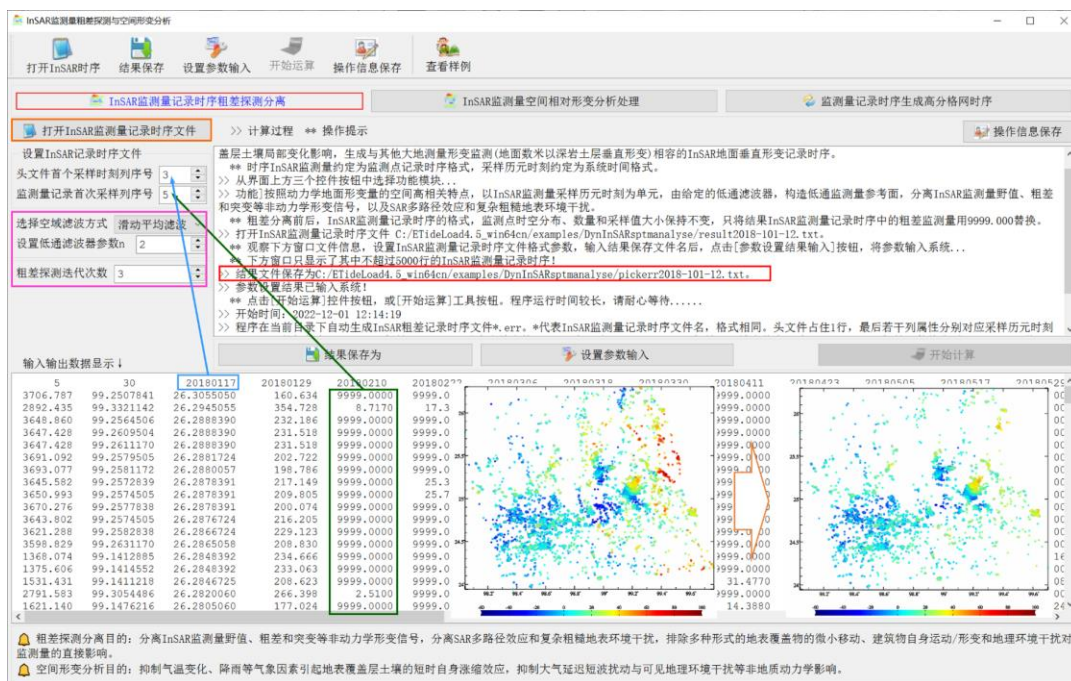 InSAR监测量粗差探测与空间形变分析
打开InSAR时序 结果保存 设置参数输入 开始运算 操作信息保存 查看样例
InSAR监测量记录时序粗差探测分离 InSAR监测量空间相对形变分析处理 监测量记录时序生成高分格网时序
打开InSAR监测量记录时序文件 >> 计算过程 ** 操作提示 操作信息保存
设置InSAR记录时序文件
头文件首个采样时刻列序号 3
监测量记录首次采样列序号 5
选择空域滤波方式 滑动平均滤波
设置低通滤波器参数n 2
粗差探测迭代次数 3
盖层土壤局部变化影响，生成与其他大地测量形变监测(地面数米以深岩土层垂直形变)相容的InSAR地面垂直形变记录时序。
** 时序InSAR监测量约定为监测点记录时序格式，采样历元时刻约定为系统时间格式。
>> 从界面上方三个控件按钮中选择功能模块...
>> 功能]按照动力学地面形变量的空间高相关特点，以InSAR监测量采样历元时刻为单元，由给定的低通滤波器，构造低通监测量参考面，分离InSAR监测量野值、粗差
和突变等非动力学形变信号，以及SAR多路径效应和复杂粗糙地表环境干扰。
** 粗差分离前后，InSAR监测量记录时序的格式，监测点时空分布、数量和采样值大小保持不变，只将结果InSAR监测量记录时序中的粗差监测量用9999.000替换。
>> 打开InSAR监测量记录时序文件 C:/ETideLoad4.5_win64cn/examples/DynInSARsptmanalyse/result2018-101-12.txt。
** 观察下方窗口文件信息，设置InSAR监测量记录时序文件格式参数，输入结果保存文件名后，点击[参数设置结果输入]按钮，将参数输入系统...
** 下方窗口只显示了其中不超过5000行的InSAR监测量记录时序！
>> 结果文件保存为C:/ETideLoad4.5_win64cn/examples/DynInSARsptmanalyse/pickerr2018-101-12.txt。
>> 参数设置结果已输入系统！
** 点击[开始运算]控件按钮，或[开始运算]工具按钮。程序运行时间较长，请耐心等待......
>> 开始时间：2022-12-01 12:14:19
>> 程序在当前目录下自动生成InSAR粗差记录时序文件*.err。*代表InSAR监测量记录时序文件名，格式相同。头文件占住1行，最后若干列属性分别对应采样历元时刻
输入输出数据显示↓ 结果保存为 设置参数输入 开始计算
5 30 20180117 20180129 20180210 20180222 20180306 20180318 20180330 20180411 20180423 20180505 20180517 20180529
3706.787 99.2507841 26.3055050 160.634 9999.0000 9999.0
2892.435 99.3321142 26.2945055 354.728 8.7170 17.3
3648.860 99.2564506 26.2888390 232.186 9999.0000 9999.0
3647.428 99.2609504 26.2888390 231.518 9999.0000 9999.0
3647.428 99.2611170 26.2888390 231.518 9999.0000 9999.0
3691.092 99.2579505 26.2881724 202.722 9999.0000 9999.0
3693.077 99.2581172 26.2880057 198.786 9999.0000 9999.0
3645.582 99.2572839 26.2878391 217.149 9999.0000 25.3
3650.993 99.2574505 26.2878391 209.805 9999.0000 25.7
3670.276 99.2577838 26.2878391 200.074 9999.0000 9999.0
3643.802 99.2574505 26.2876724 216.205 9999.0000 9999.0
3621.288 99.2582838 26.2866724 229.123 9999.0000 9999.0
3598.829 99.2631170 26.2865058 208.830 9999.0000 9999.0
1368.074 99.1412885 26.2848392 234.666 9999.0000 9999.0
1375.606 99.1414552 26.2848392 233.063 9999.0000 9999.0
1531.431 99.1411218 26.2846725 208.623 9999.0000 9999.0 31.4770
2791.583 99.3054486 26.2820060 266.398 2.5100 9999.0
1621.140 99.1476216 26.2805060 177.024 9999.0000 9999.0 14.3880
粗差探测分离目的：分离InSAR监测量野值、粗差和突变等非动力学形变信号，分离SAR多路径效应和复杂粗糙地表环境干扰，排除多种形式的地表覆盖物的微小移动、建筑物自身运动/形变和地理环境干扰对
监测量的直接影响。
空间形变分析目的：抑制气温变化、降雨等气象因素引起地表覆盖层土壤的短时自身涨缩效应，抑制大气延迟短波扰动与可见地理环境干扰等非地质动力学影响。